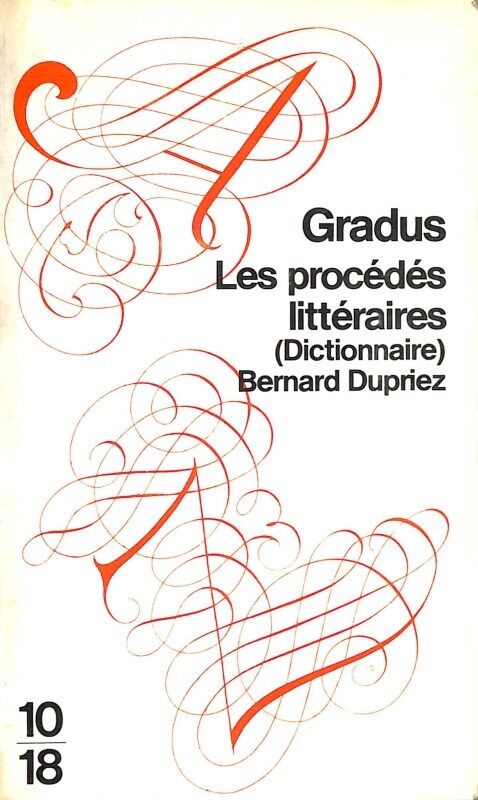 Gradus
Les procédés
littéraires
(Dictionnaire)
Bernard Dupriez
10
18